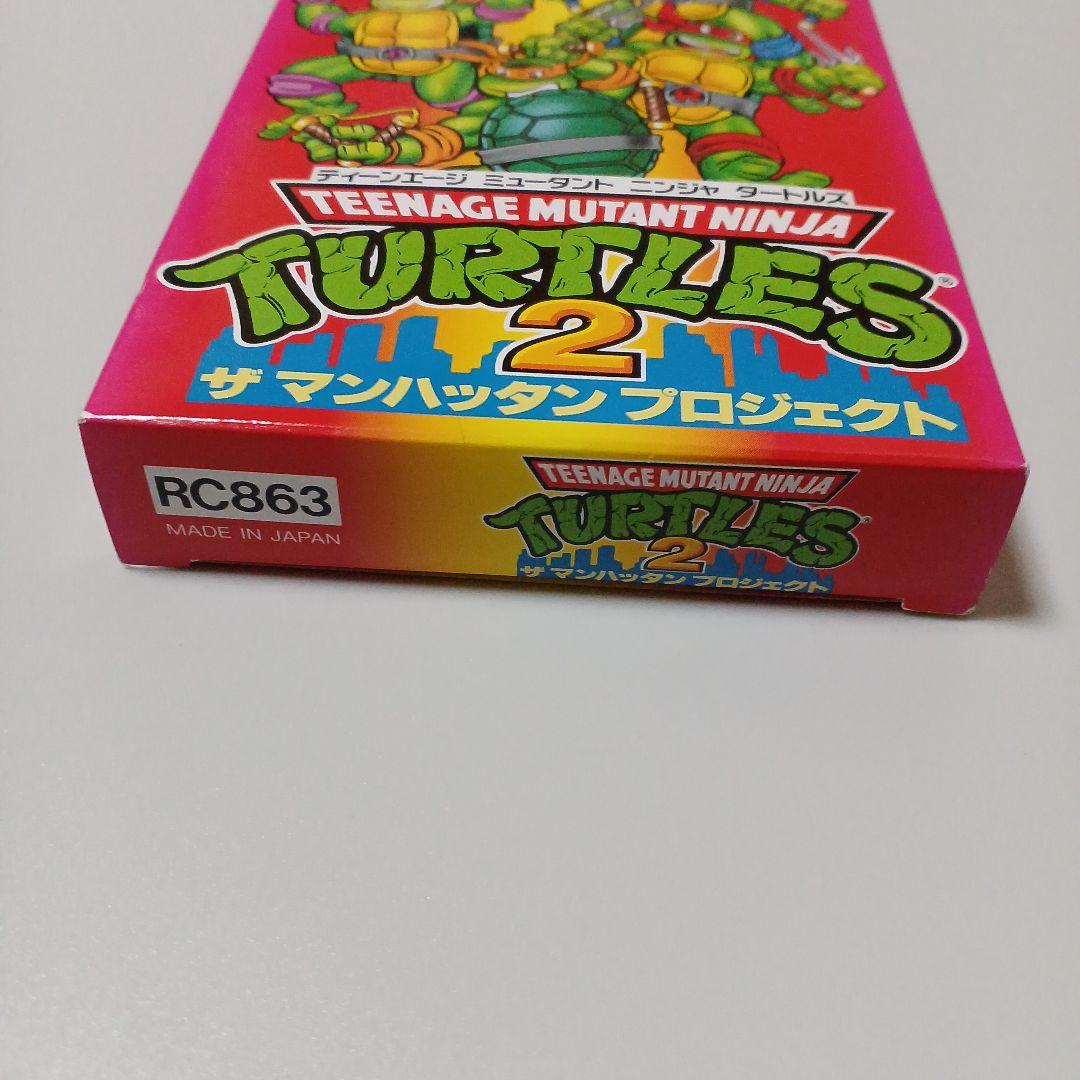 ティーンエージ ミュータント ニンジャ タートルズ
TEENAGE MUTANT NINJA
TURTLES®
2
ザ マンハッタン プロジェクト
RC863
MADE IN JAPAN
TEENAGE MUTANT NINJA
TURTLES®
2
ザ マンハッタン プロジェクト